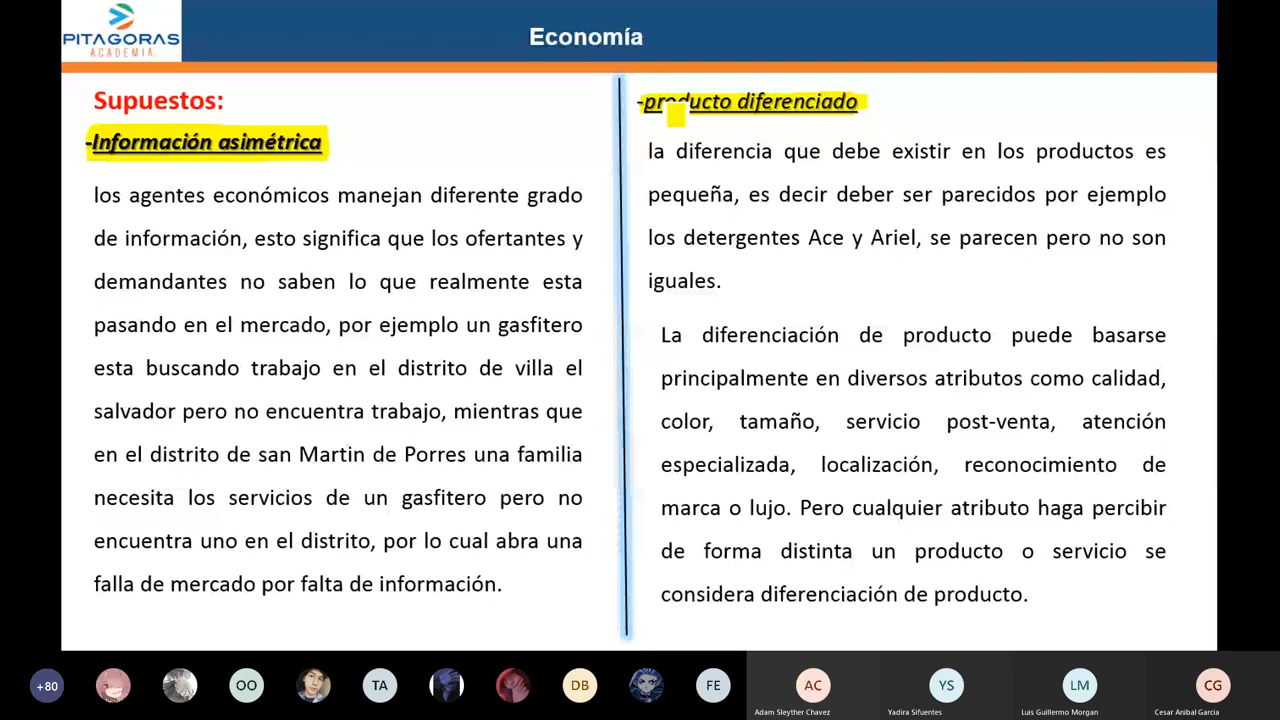 PITAGORAS
ACADEMIA
Economía
Supuestos:
-Información asimétrica
los agentes económicos manejan diferente grado
de información, esto significa que los ofertantes y
demandantes no saben lo que realmente esta
pasando en el mercado, por ejemplo un gasfitero
esta buscando trabajo en el distrito de villa el
salvador pero no encuentra trabajo, mientras que
en el distrito de san Martin de Porres una familia
necesita los servicios de un gasfitero pero no
encuentra uno en el distrito, por lo cual abra una
falla de mercado por falta de información.
-producto diferenciado
la diferencia que debe existir en los productos es
pequeña, es decir deber ser parecidos por ejemplo
los detergentes Ace y Ariel, se parecen pero no son
iguales.
La diferenciación de producto puede basarse
principalmente en diversos atributos como calidad,
color, tamaño, servicio post-venta, atención
especializada, localización, reconocimiento de
marca o lujo. Pero cualquier atributo haga percibir
de forma distinta un producto o servicio se
considera diferenciación de producto.
+80
OO
TA
DB
FE
AC
YS
LM
CG
Adam Sleyther Chavez
Yadira Sifuentes
Luis Guillermo Morgan
Cesar Anibal Garcia